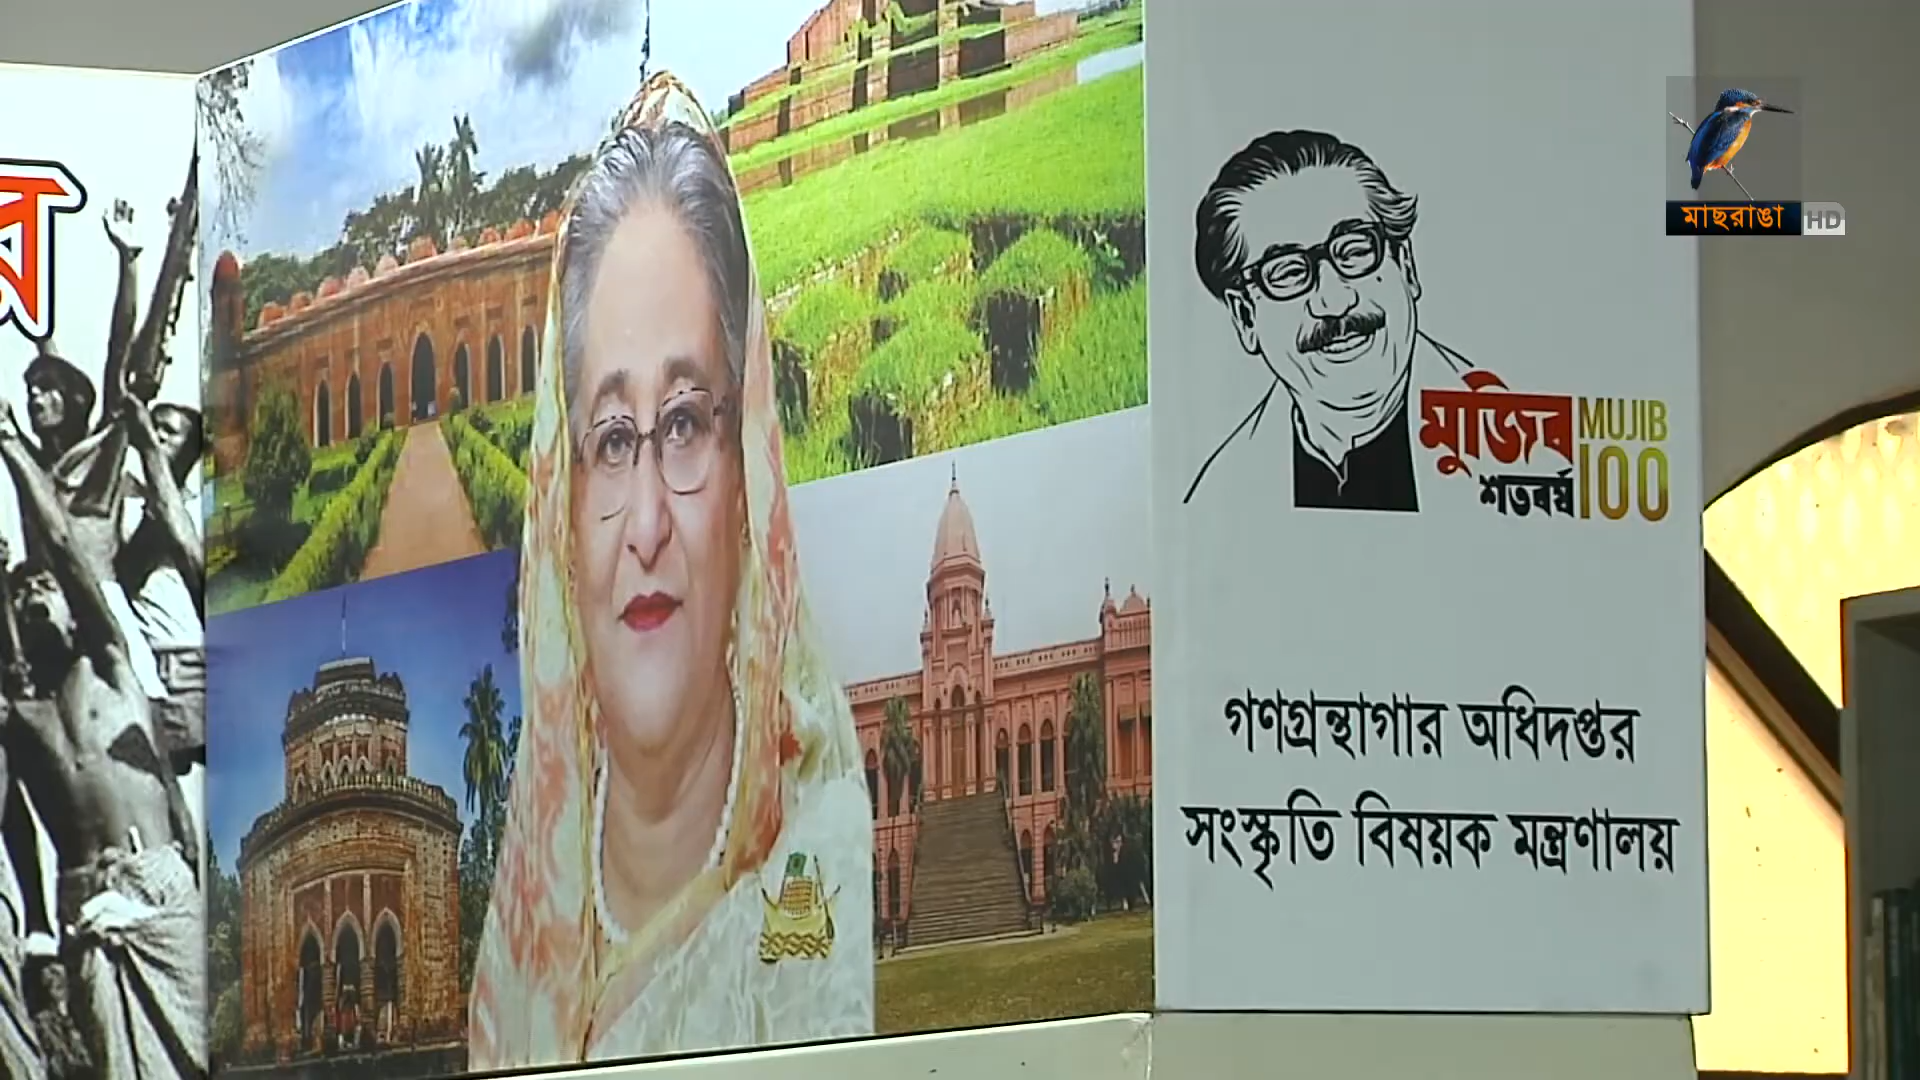 র
মাছরাঙা HD
মুজিব MUJIB
শতবর্ষ 100
গণগ্রন্থাগার অধিদপ্তর
সংস্কৃতি বিষয়ক মন্ত্রণালয়